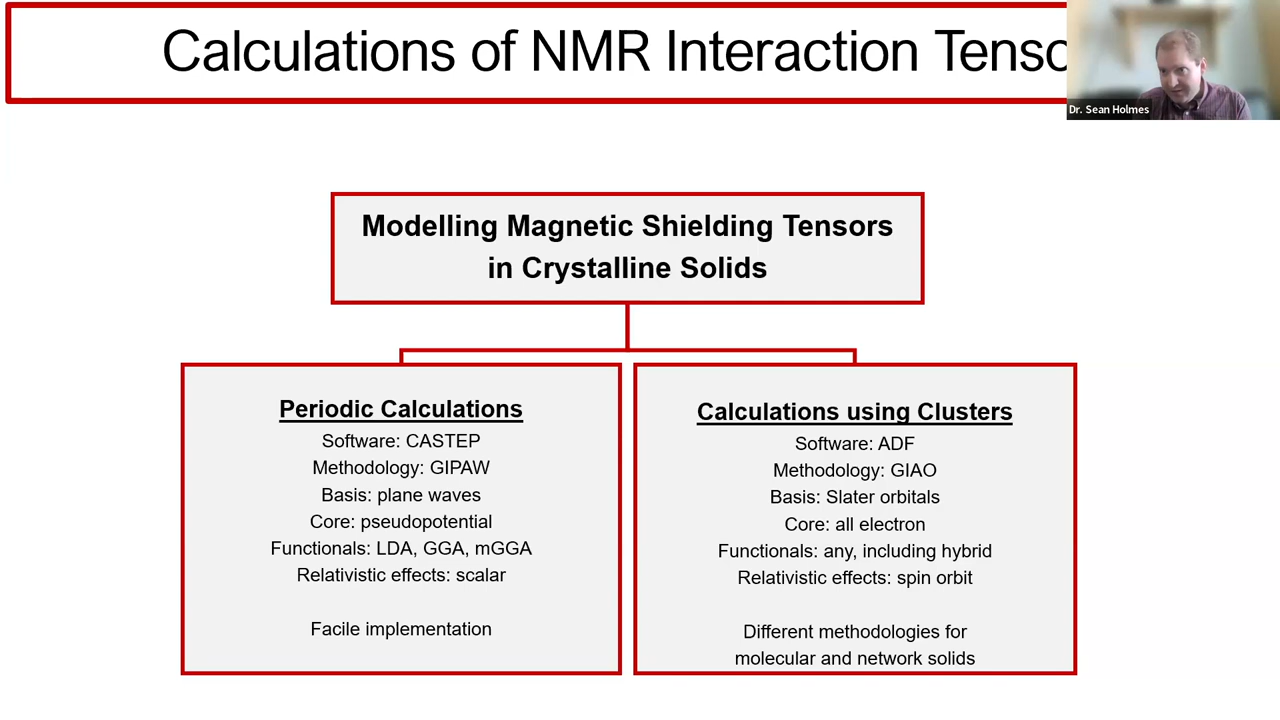 Calculations of NMR Interaction
Dr. Sean Holmes
Modelling Magnetic Shielding Tensors
in Crystalline Solids
Periodic Calculations
Software: CASTEP
Methodology: GIPAW
Basis: plane waves
Core: pseudopotential
Functionals: LDA, GGA, mGGA
Relativistic effects: scalar
Facile implementation
Calculations using Clusters
Software: ADF
Methodology: GIAO
Basis: Slater orbitals
Core: all electron
Functionals: any, including hybrid
Relativistic effects: spin orbit
Different methodologies for
molecular and network solids